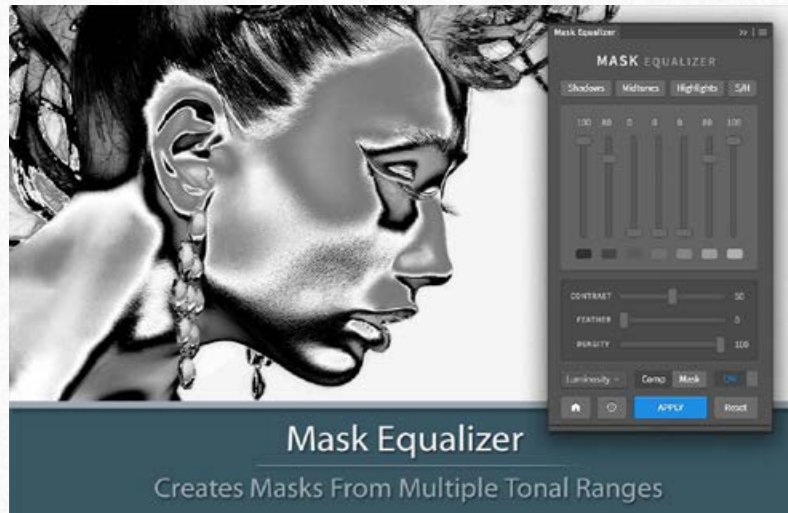 Mask Equalizer
MASK EQUALIZER
Shadows Midtones Highlights S/H
100 80 0 0 0 80 100
CONTRAST 50
FEATHER 0
DENSITY 100
Luminosity Comp Mask ON
APPLY Reset
Mask Equalizer
Creates Masks From Multiple Tonal Ranges